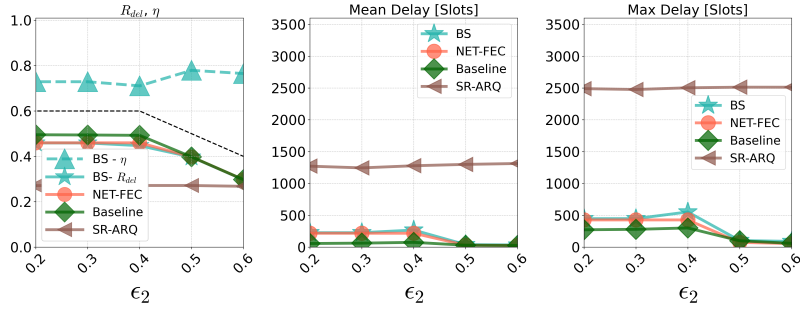 R_del, η
1.0
0.8
0.6
0.4
0.2
0.0
BS - η
BS- R_del
NET-FEC
Baseline
SR-ARQ
0.2
0.3
0.4
0.5
0.6
ϵ₂
Mean Delay [Slots]
3500
3000
2500
2000
1500
1000
500
0
BS
NET-FEC
Baseline
SR-ARQ
0.2
0.3
0.4
0.5
0.6
ϵ₂
Max Delay [Slots]
3500
3000
2500
2000
1500
1000
500
0
BS
NET-FEC
Baseline
SR-ARQ
0.2
0.3
0.4
0.5
0.6
ϵ₂